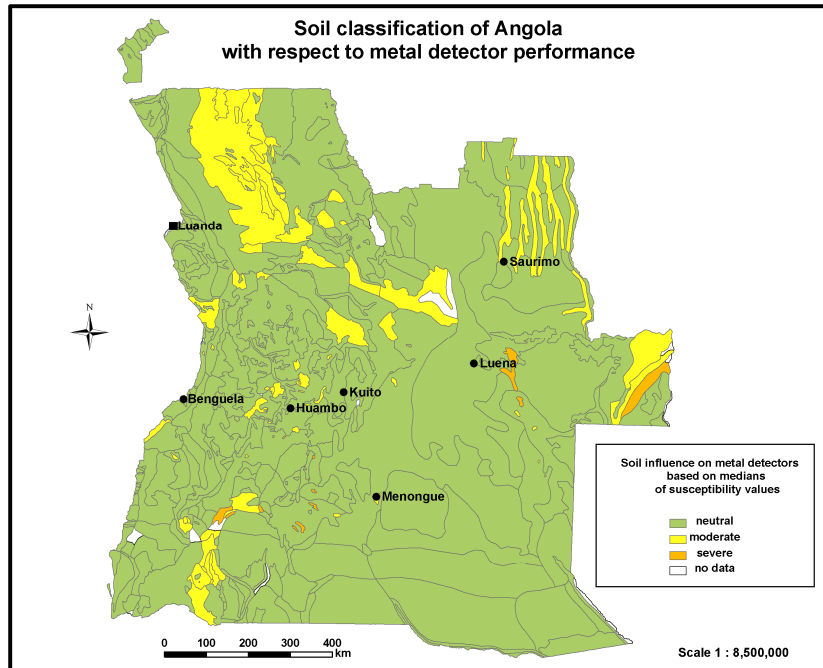 Soil classification of Angola
with respect to metal detector performance
Luanda
Saurimo
N
Luena
Benguela
Kuito
Huambo
Menongue
Soil influence on metal detectors
based on medians
of susceptibility values
neutral
moderate
severe
no data
0 100 200 300 400
km
Scale 1 : 8,500,000